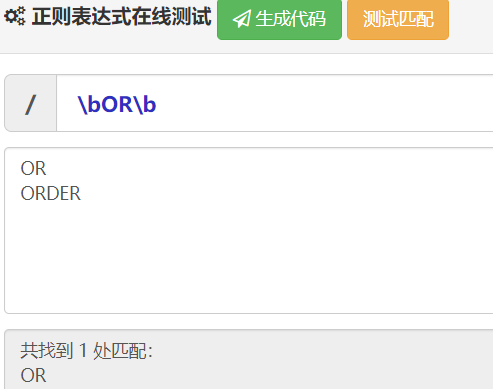 正则表达式在线测试 生成代码 测试匹配
/ \bOR\b
OR
ORDER
共找到 1 处匹配：
OR